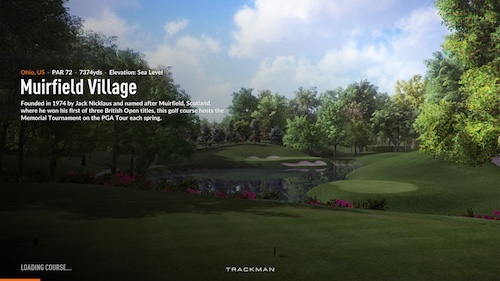 Ohio, US - PAR 72 - 7374yds - Elevation: Sea Level
Muirfield Village
Founded in 1974 by Jack Nicklaus and named after Muirfield, Scotland,
where he won his first of three British Open titles, this golf course hosts the
Memorial Tournament on the PGA Tour each spring.
LOADING COURSE...
TRACKMAN